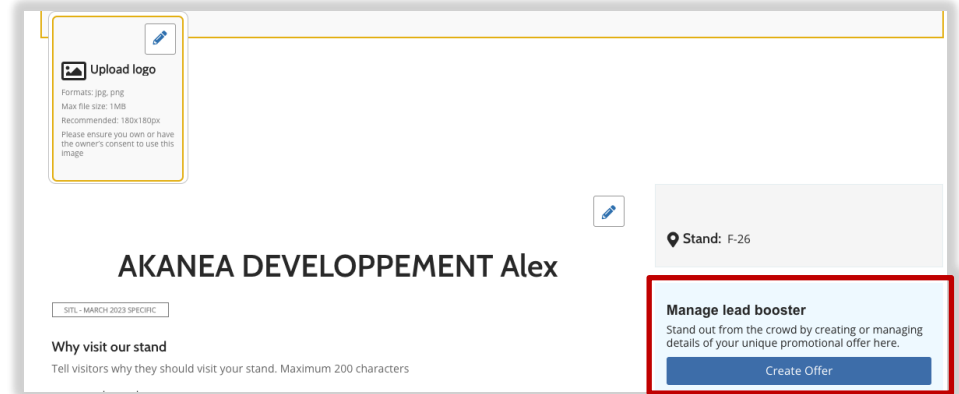 Upload logo
Formats: jpg, png
Max file size: 1MB
Recommended: 180x180px
Please ensure you own or have
the owner's consent to use this
image
Stand: F-26
AKANEA DEVELOPPEMENT Alex
SITL - MARCH 2023 SPECIFIC
Why visit our stand
Tell visitors why they should visit your stand. Maximum 200 characters
Manage lead booster
Stand out from the crowd by creating or managing
details of your unique promotional offer here.
Create Offer